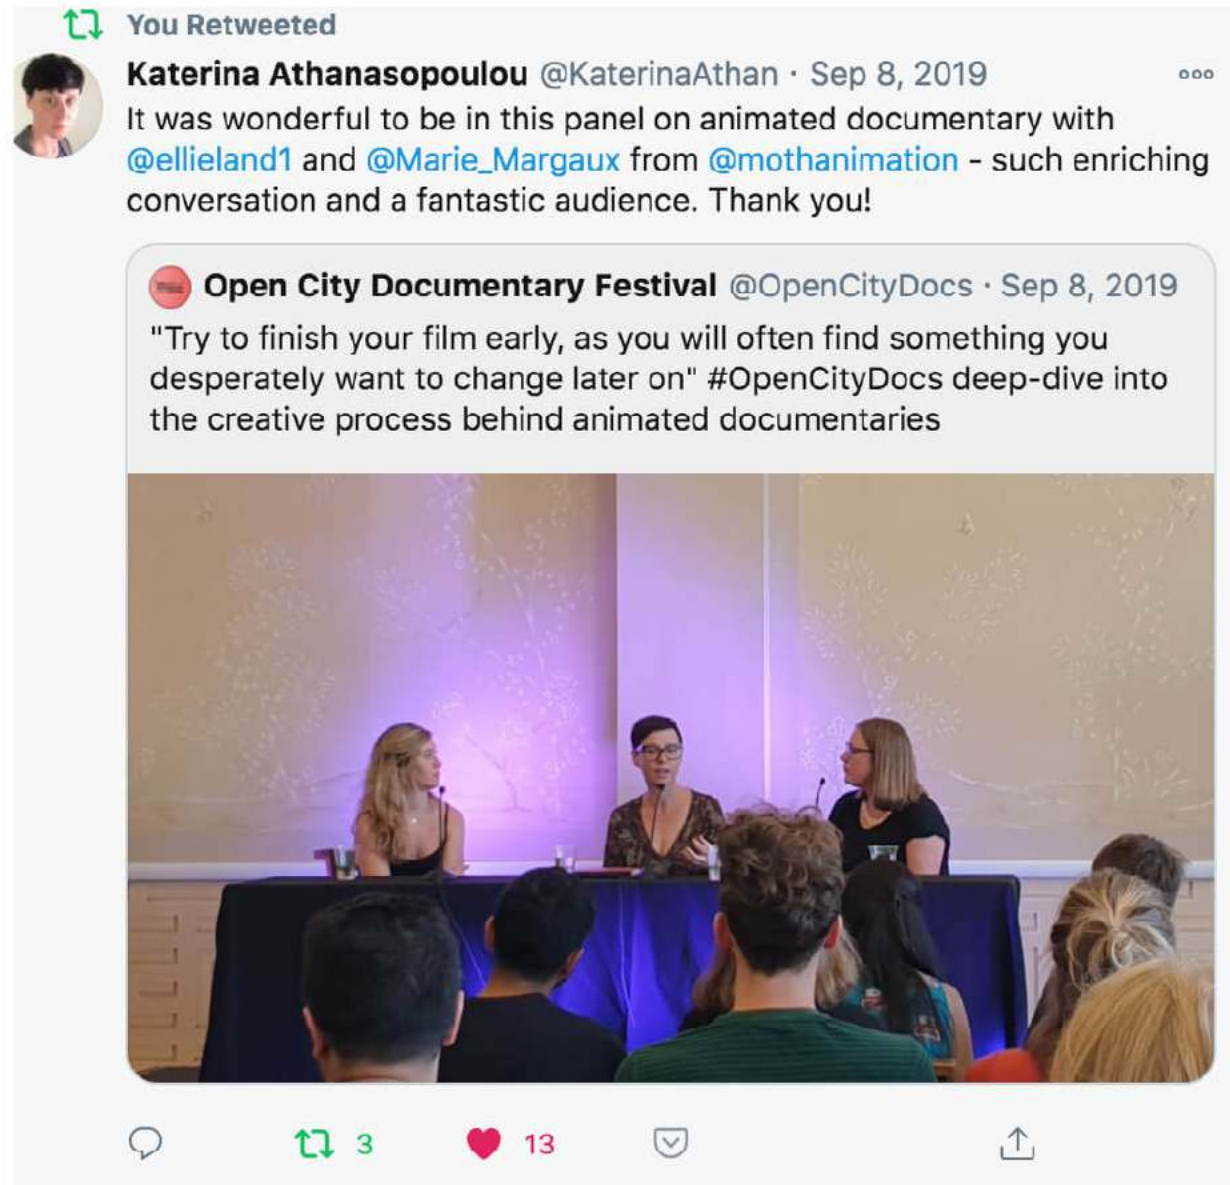 You Retweeted
Katerina Athanasopoulou @KaterinaAthan · Sep 8, 2019
It was wonderful to be in this panel on animated documentary with
@ellieland1 and @Marie_Margaux from @mothanimation - such enriching
conversation and a fantastic audience. Thank you!
Open City Documentary Festival @OpenCityDocs · Sep 8, 2019
"Try to finish your film early, as you will often find something you
desperately want to change later on" #OpenCityDocs deep-dive into
the creative process behind animated documentaries
3 13